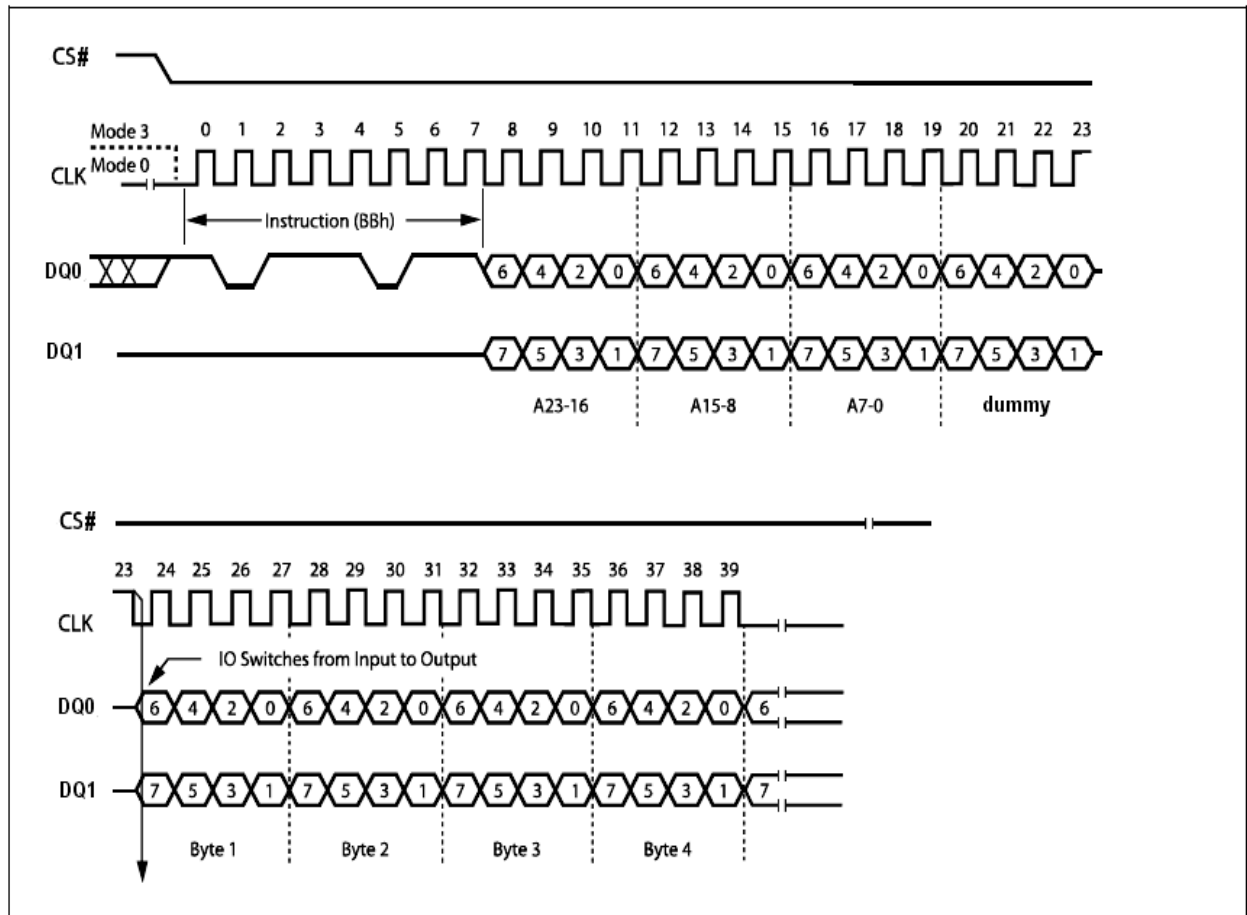 CS#
Mode 3
0 1 2 3 4 5 6 7 8 9 10 11 12 13 14 15 16 17 18 19 20 21 22 23
Mode 0
CLK
Instruction (BBh)
DQ0 6 4 2 0 6 4 2 0 6 4 2 0 6 4 2 0
DQ1 7 5 3 1 7 5 3 1 7 5 3 1 7 5 3 1
A23-16 A15-8 A7-0 dummy
CS#
23 24 25 26 27 28 29 30 31 32 33 34 35 36 37 38 39
CLK
IO Switches from Input to Output
DQ0 6 4 2 0 6 4 2 0 6 4 2 0 6 4 2 0 6
DQ1 7 5 3 1 7 5 3 1 7 5 3 1 7 5 3 1 7
Byte 1 Byte 2 Byte 3 Byte 4